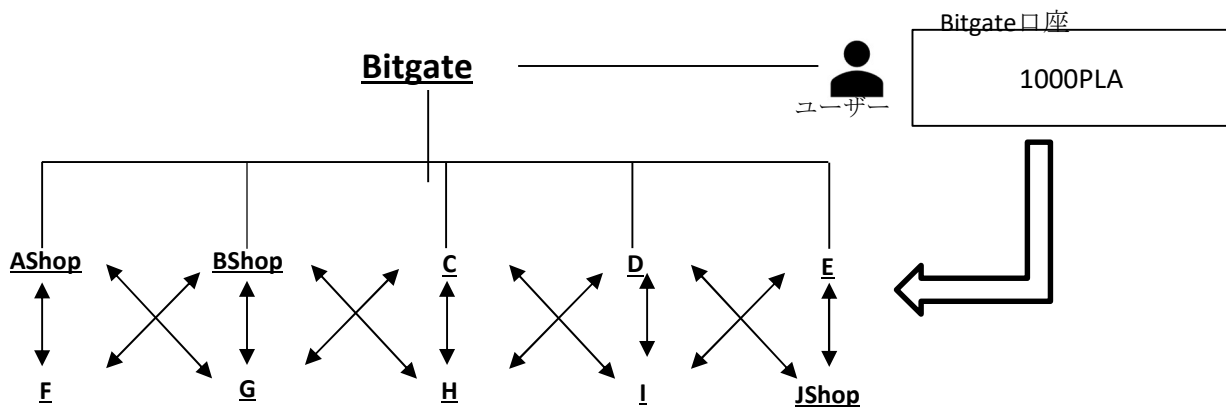 Bitgate口座
Bitgate
1000PLA
ユーザー
AShop BShop C D E
F G H I JShop